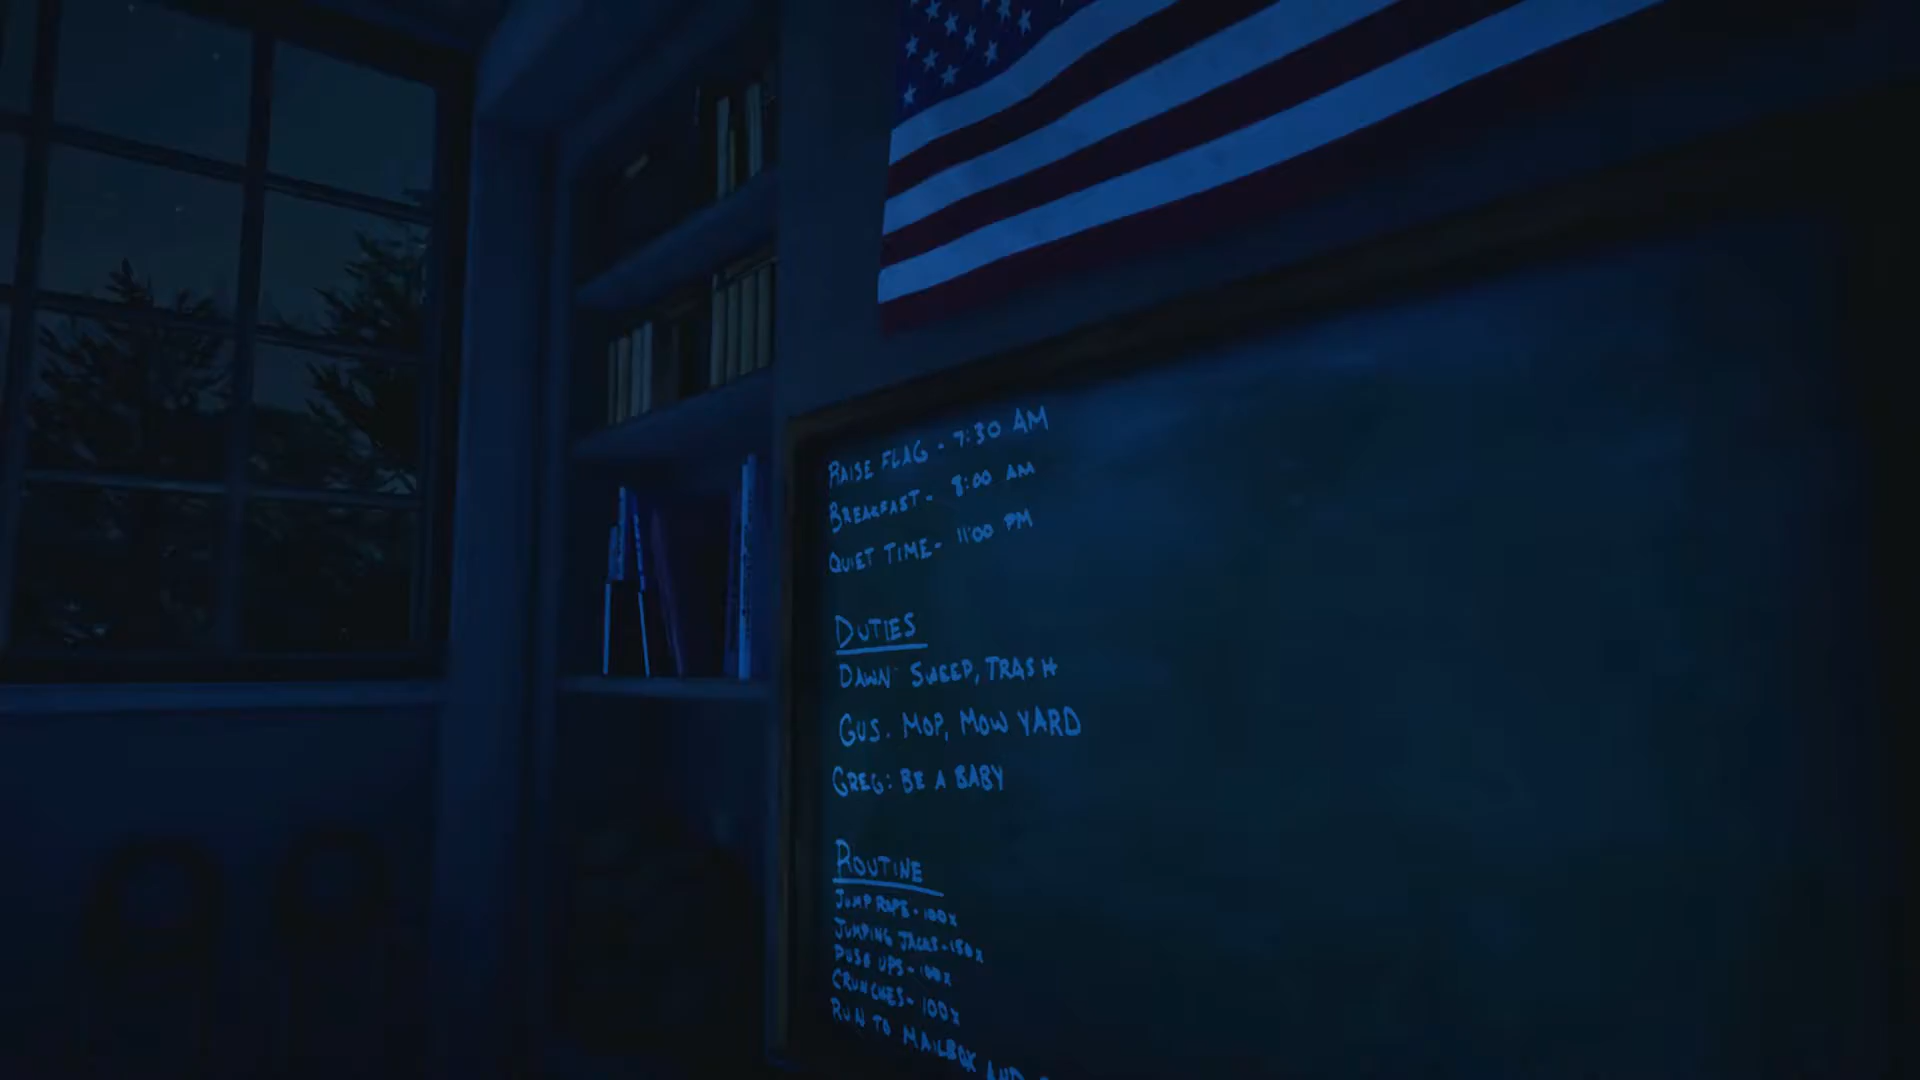 RAISE FLAG - 7:30 AM
BREAKFAST - 8:00 AM
QUIET TIME - 11:00 PM
DUTIES
DAWN: SWEEP, TRASH
GUS: MOP, MOW YARD
GREG: BE A BABY
ROUTINE
JUMP ROPE - 100X
JUMPING JACKS - 150X
PUSH UPS - 100X
CRUNCHES - 100X
RUN TO MAILBOX AND